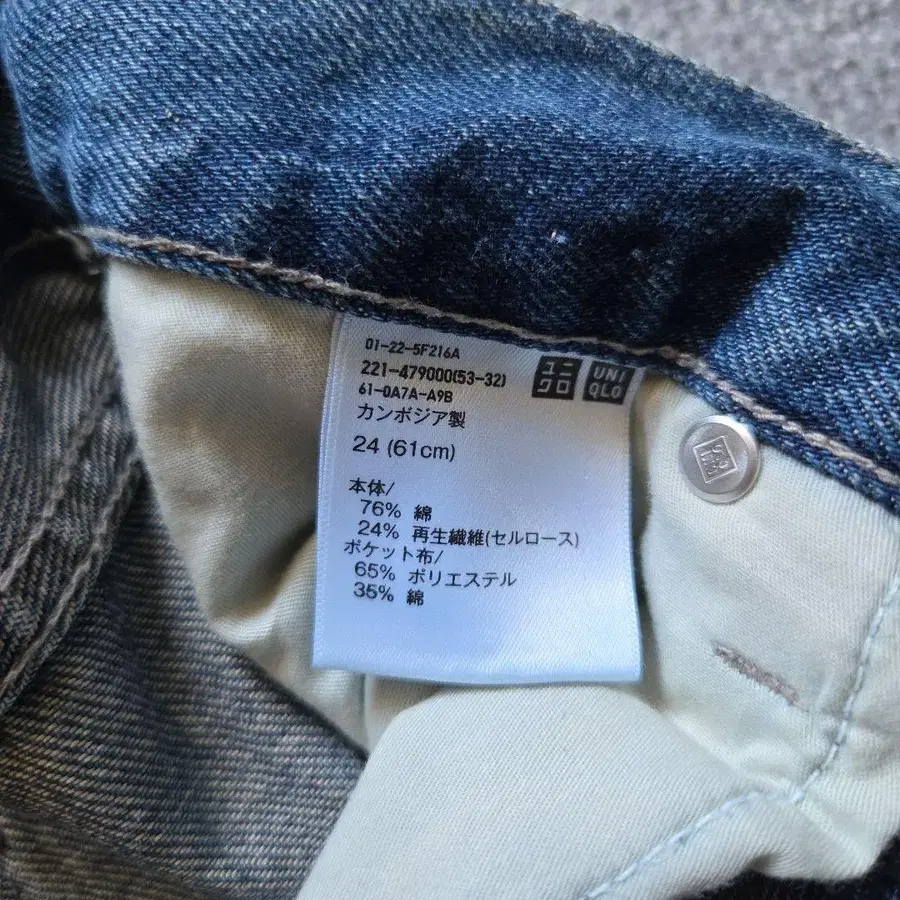 01-22-5F216A
221-479000(53-32)
61-0A7A-A9B
ユニ
クロ
UNI
QLO
カンボジア製
24 (61cm)
本体/
76% 綿
24% 再生繊維(セルロース)
ポケット布/
65% ポリエステル
35% 綿